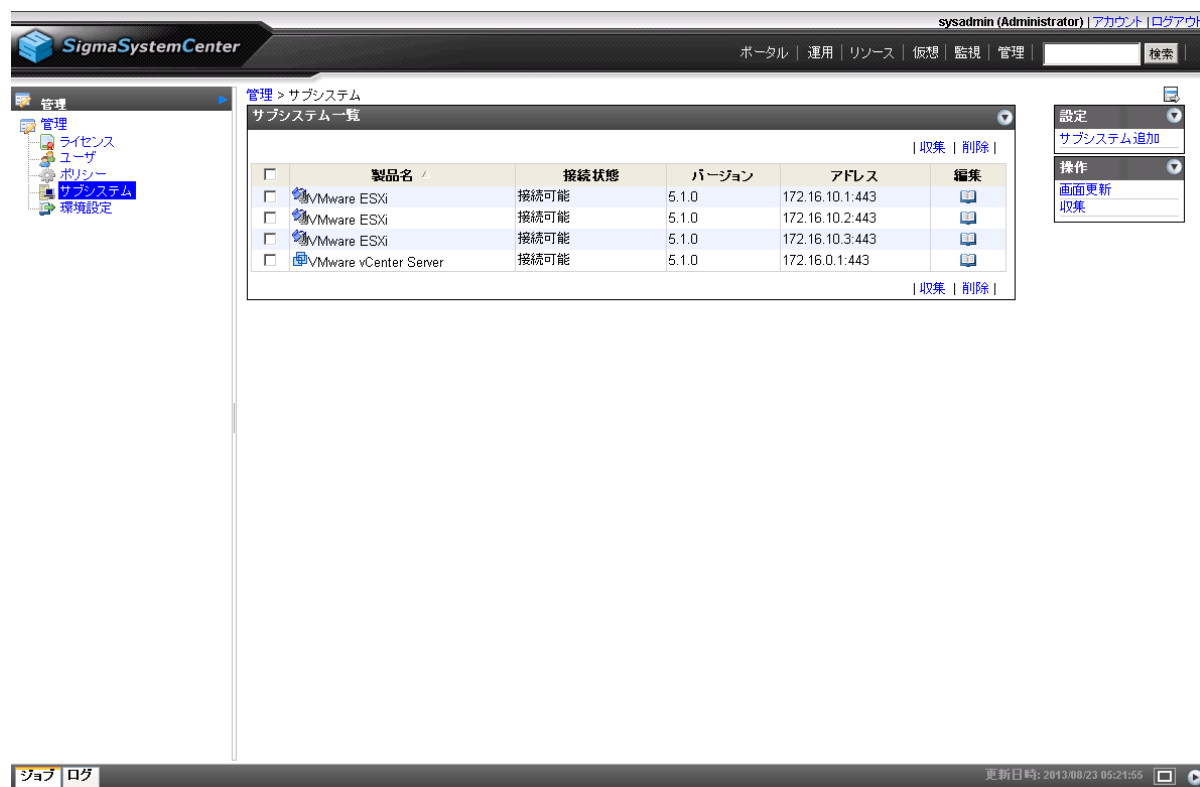 sysadmin (Administrator) | アカウント | ログアウト
SigmaSystemCenter
ポータル | 運用 | リソース | 仮想 | 監視 | 管理 | 検索
管理
管理
ライセンス
ユーザ
ポリシー
サブシステム
環境設定
管理 > サブシステム
サブシステム一覧
| 収集 | 削除 |
製品名 接続状態 バージョン アドレス 編集
VMware ESXi 接続可能 5.1.0 172.16.10.1:443
VMware ESXi 接続可能 5.1.0 172.16.10.2:443
VMware ESXi 接続可能 5.1.0 172.16.10.3:443
VMware vCenter Server 接続可能 5.1.0 172.16.0.1:443
| 収集 | 削除 |
設定
サブシステム追加
操作
画面更新
収集
ジョブ ログ
更新日時: 2013/08/23 05:21:55